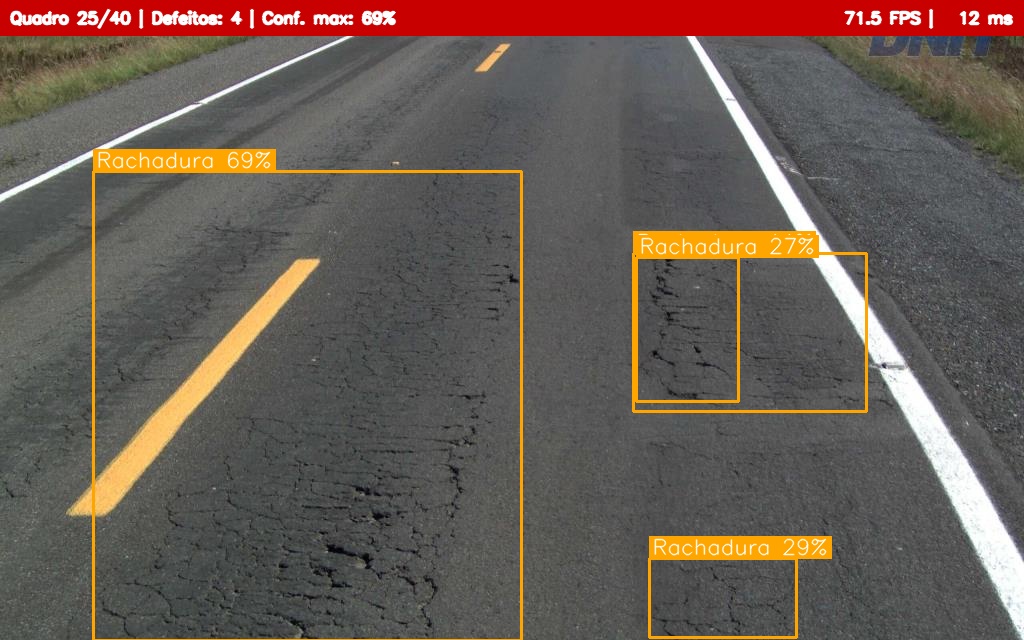 Quadro 25/40 | Defeitos: 4 | Conf. max: 69%
71.5 FPS | 12 ms
DNIT
Rachadura 69%
Rachadura 27%
Rachadura 29%